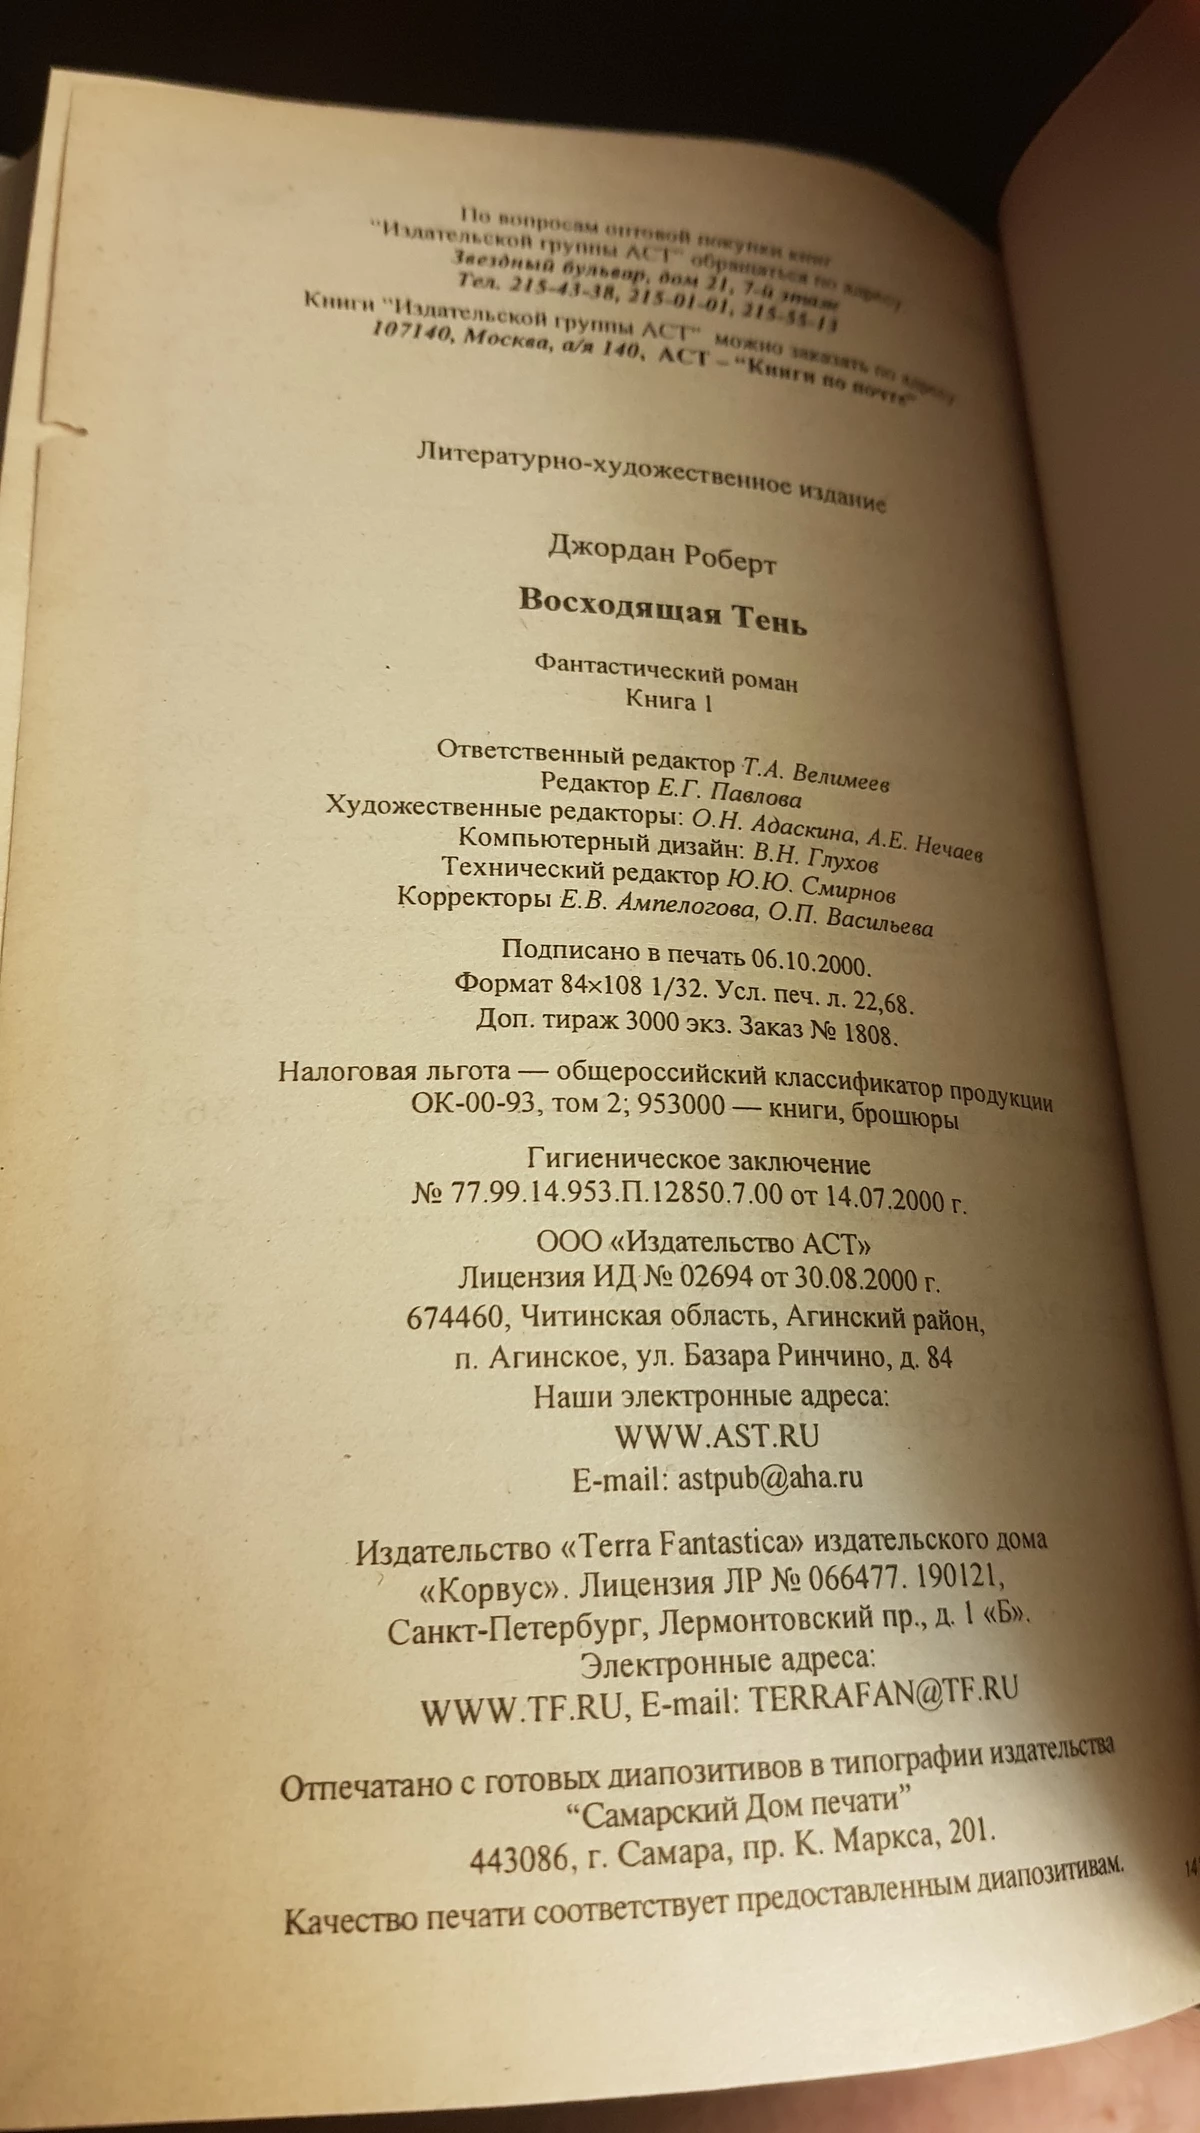 По вопросам оптовой покупки книг
"Издательской группы АСТ" обращаться по адресу
Звездный бульвар, дом 21, 7-й этаж
Тел. 215-43-38, 215-01-01, 215-55-13
Книги "Издательской группы АСТ" можно заказать по адресу
107140, Москва, а/я 140, АСТ – "Книги по почте"
Литературно-художественное издание
Джордан Роберт
Восходящая Тень
Фантастический роман
Книга 1
Ответственный редактор Т.А. Велимеев
Редактор Е.Г. Павлова
Художественные редакторы: О.Н. Адаскина, А.Е. Нечаев
Компьютерный дизайн: В.Н. Глухов
Технический редактор Ю.Ю. Смирнов
Корректоры Е.В. Ампелогова, О.П. Васильева
Подписано в печать 06.10.2000.
Формат 84×108 1/32. Усл. печ. л. 22,68.
Доп. тираж 3000 экз. Заказ № 1808.
Налоговая льгота — общероссийский классификатор продукции
ОК-00-93, том 2; 953000 — книги, брошюры
Гигиеническое заключение
№ 77.99.14.953.П.12850.7.00 от 14.07.2000 г.
ООО «Издательство АСТ»
Лицензия ИД № 02694 от 30.08.2000 г.
674460, Читинская область, Агинский район,
п. Агинское, ул. Базара Ринчино, д. 84
Наши электронные адреса:
WWW.AST.RU
E-mail: astpub@aha.ru
Издательство «Terra Fantastica» издательского дома
«Корвус». Лицензия ЛР № 066477. 190121,
Санкт-Петербург, Лермонтовский пр., д. 1 «Б».
Электронные адреса:
WWW.TF.RU, E-mail: TERRAFAN@TF.RU
Отпечатано с готовых диапозитивов в типографии издательства
“Самарский Дом печати”
443086, г. Самара, пр. К. Маркса, 201.
Качество печати соответствует предоставленным диапозитивам.